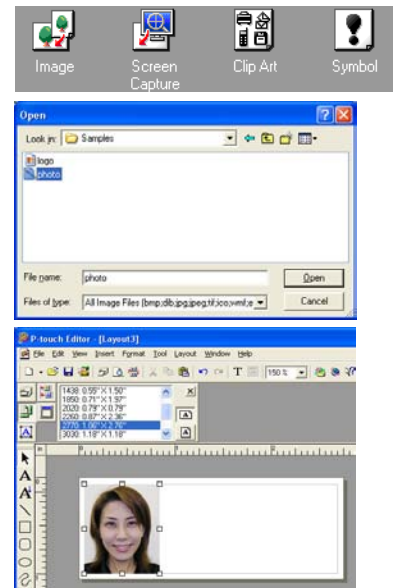 Image
Screen Capture
Clip Art
Symbol
Open
Look in: Samples
logo
photo
File name: photo
Open
Files of type: All Image Files (bmp;dib;jpg;jpeg;tif;ico;wmf;e
Cancel
P-touch Editor - [Layout3]
File Edit View Insert Format Tool Layout Window Help
T 150 %
1438: 0.55" X 1.50"
1850: 0.71" X 1.97"
2020: 0.79" X 0.79"
2260: 0.87" X 2.36"
2770: 1.06" X 2.76"
3030: 1.18" X 1.18"
A
A
A
A
A